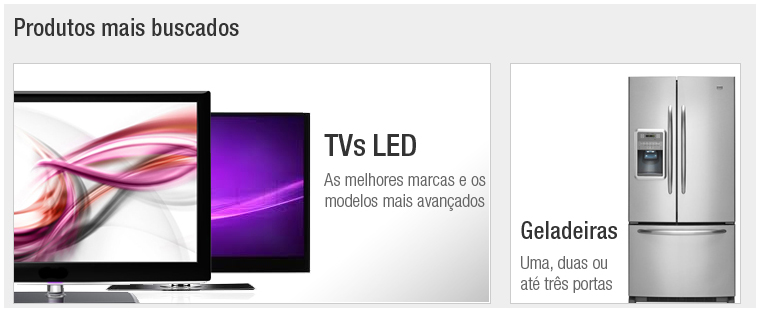 Produtos mais buscados
TVs LED
As melhores marcas e os
modelos mais avançados
Geladeiras
Uma, duas ou
até três portas